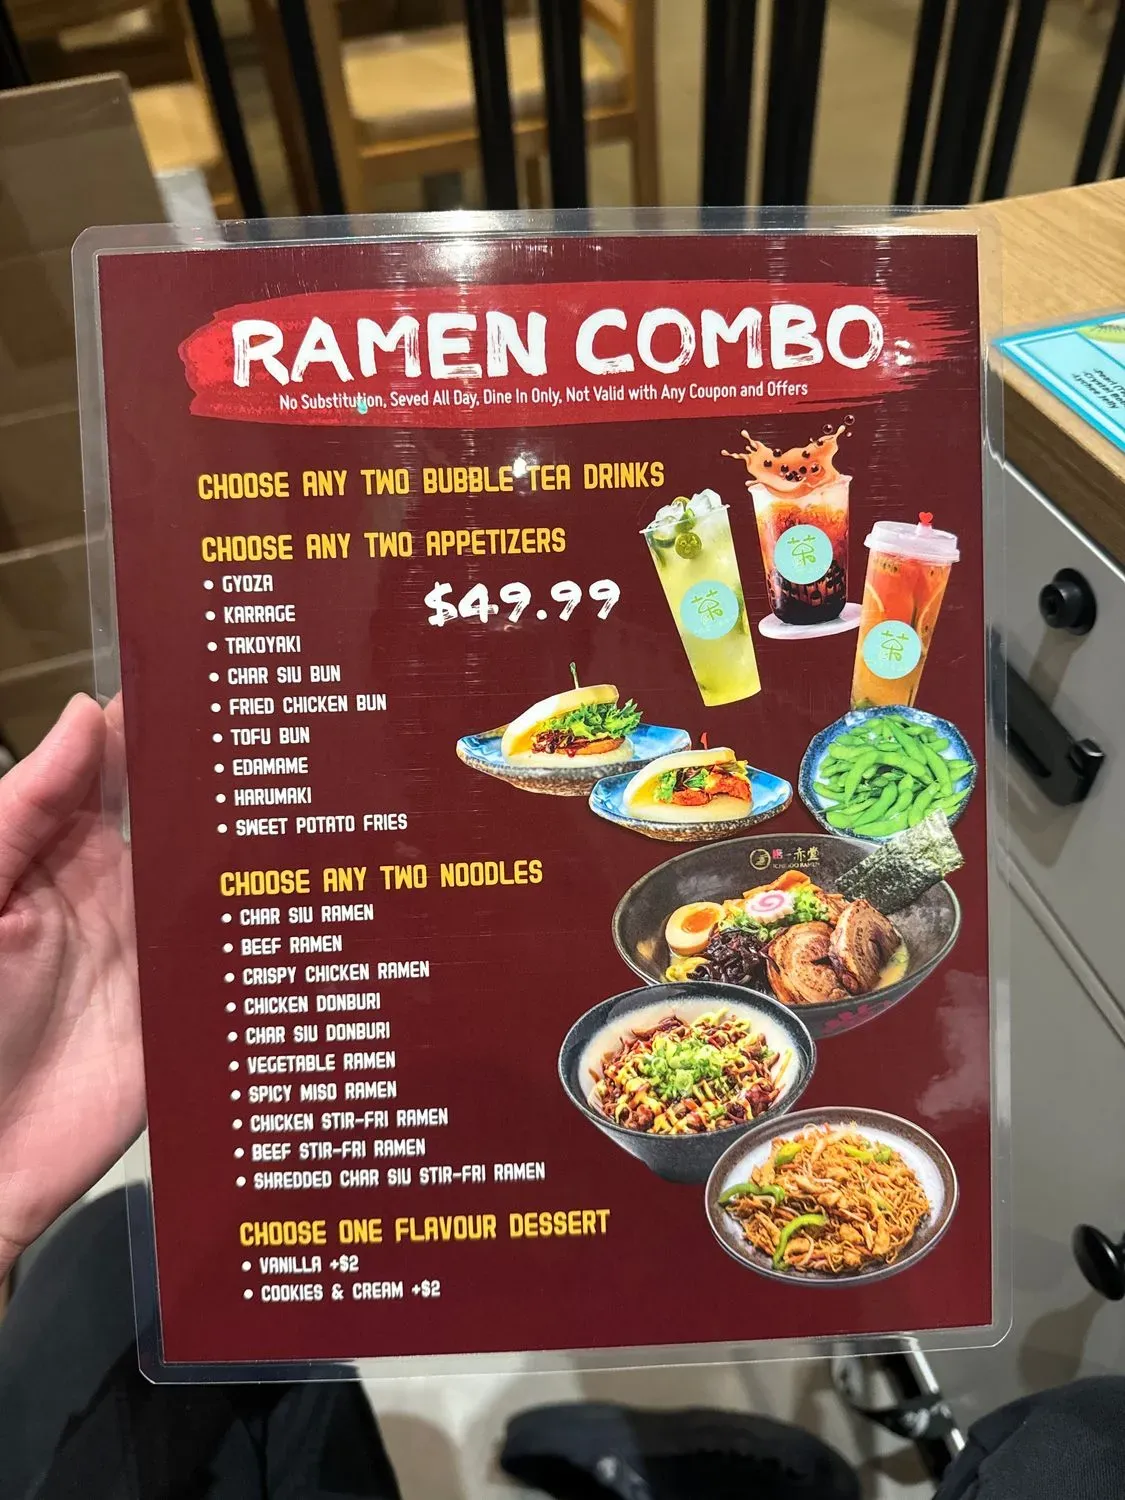 RAMEN COMBO
No Substitution, Seved All Day, Dine In Only, Not Valid with Any Coupon and Offers
CHOOSE ANY TWO BUBBLE TEA DRINKS
CHOOSE ANY TWO APPETIZERS
• GYOZA
• KARRAGE
• TAKOYAKI
• CHAR SIU BUN
• FRIED CHICKEN BUN
• TOFU BUN
• EDAMAME
• HARUMAKI
• SWEET POTATO FRIES
$49.99
CHOOSE ANY TWO NOODLES
• CHAR SIU RAMEN
• BEEF RAMEN
• CRISPY CHICKEN RAMEN
• CHICKEN DONBURI
• CHAR SIU DONBURI
• VEGETABLE RAMEN
• SPICY MISO RAMEN
• CHICKEN STIR-FRI RAMEN
• BEEF STIR-FRI RAMEN
• SHREDDED CHAR SIU STIR-FRI RAMEN
CHOOSE ONE FLAVOUR DESSERT
• VANILLA +$2
• COOKIES & CREAM +$2
Lychee Jelly